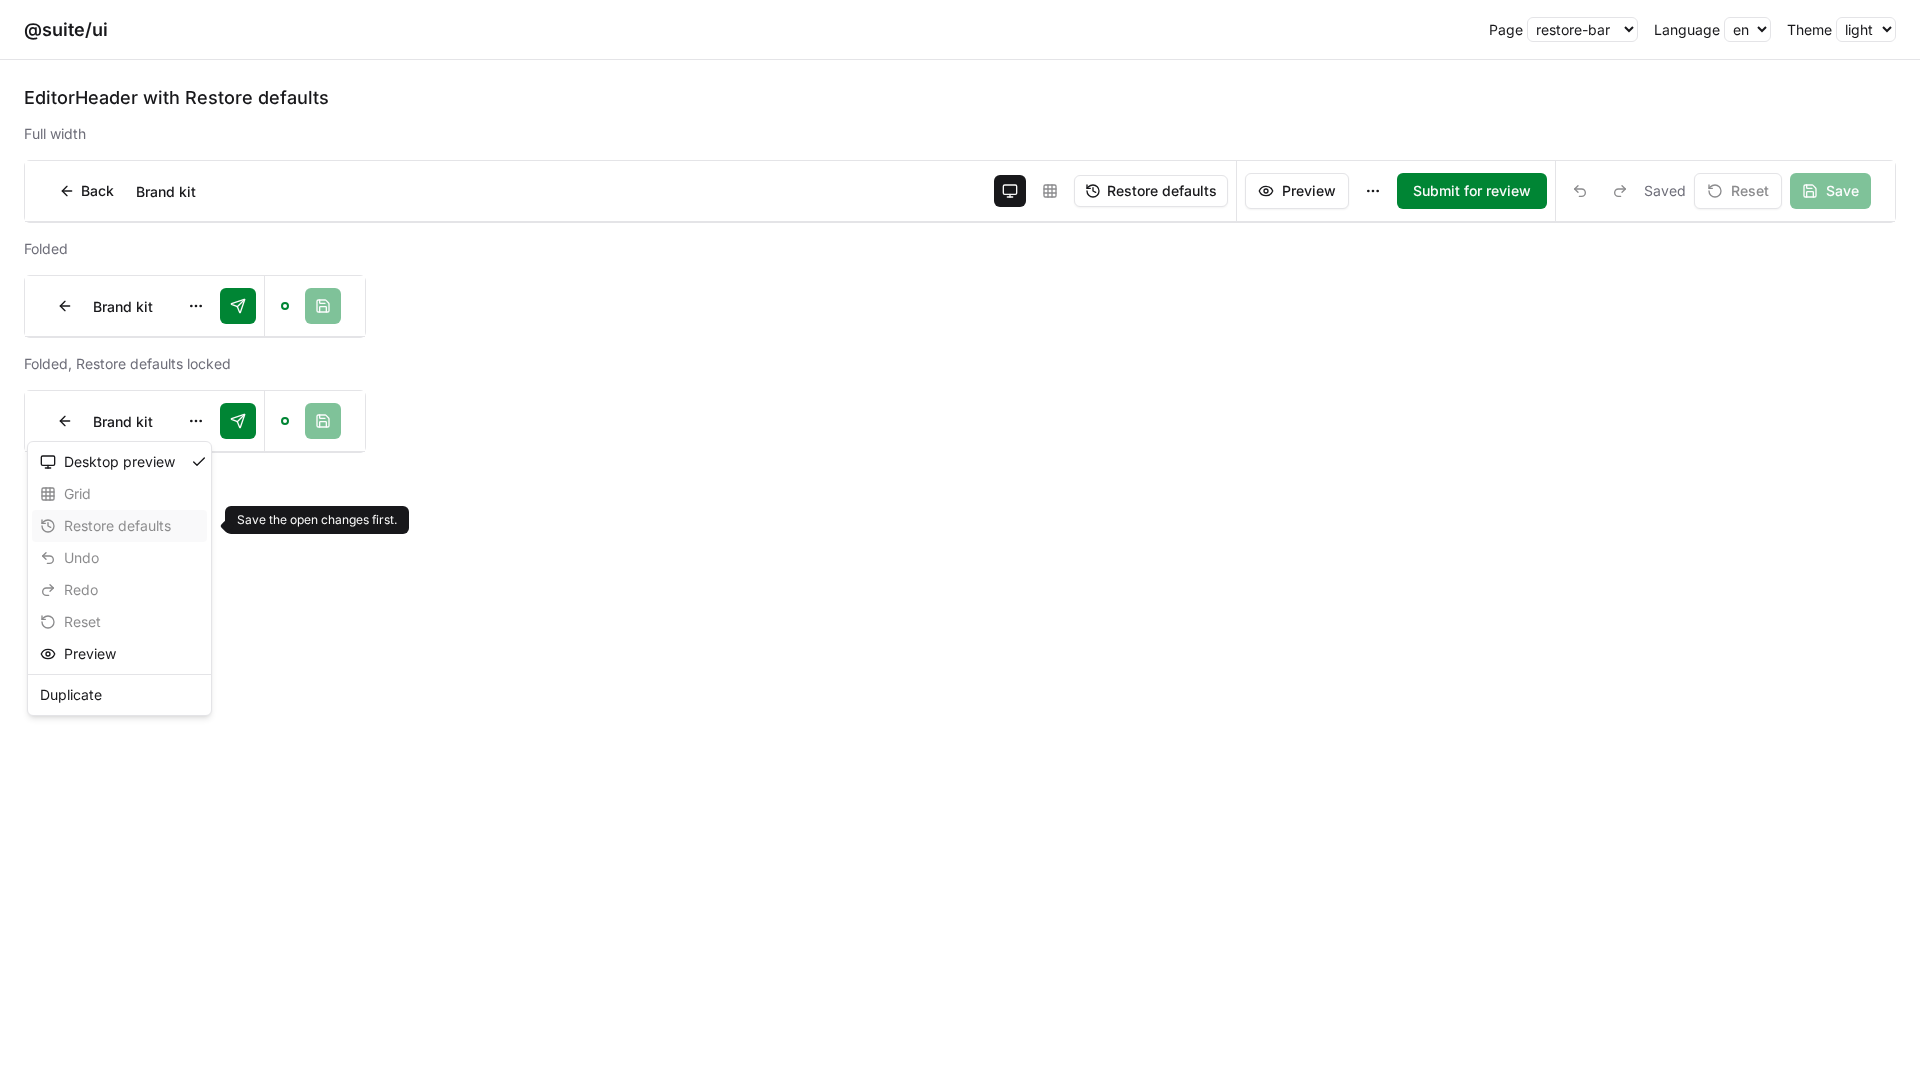 @suite/ui
Page restore-bar Language en Theme light
EditorHeader with Restore defaults
Full width
Back Brand kit Restore defaults Preview Submit for review Saved Reset Save
Folded
Brand kit
Folded, Restore defaults locked
Brand kit
Desktop preview
Grid
Restore defaults
Save the open changes first.
Undo
Redo
Reset
Preview
Duplicate